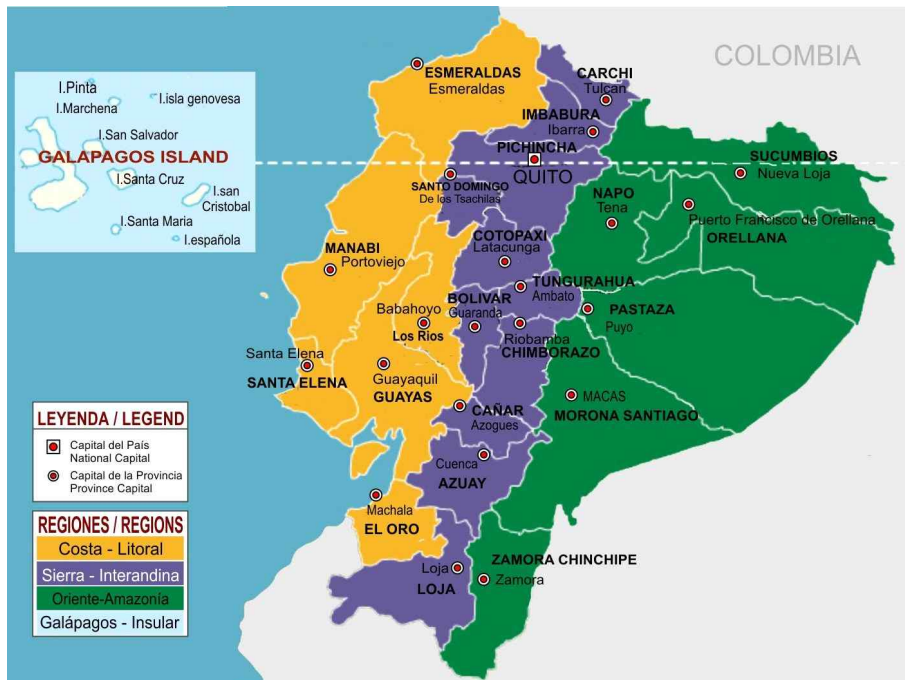 COLOMBIA
ESMERALDAS
Esmeraldas
CARCHI
Tulcan
IMBABURA
Ibarra
PICHINCHA
QUITO
SANTO DOMINGO
De los Tsachilas
SUCUMBIOS
Nueva Loja
NAPO
Tena
Puerto Francisco de Orellana
ORELLANA
COTOPAXI
Latacunga
MANABI
Portoviejo
TUNGURAHUA
Ambato
BOLIVAR
Guaranda
PASTAZA
Puyo
Babahoyo
Los Rios
Riobamba
CHIMBORAZO
Santa Elena
SANTA ELENA
Guayaquil
GUAYAS
MACAS
MORONA SANTIAGO
CAÑAR
Azogues
Cuenca
AZUAY
Machala
EL ORO
ZAMORA CHINCHIPE
Zamora
Loja
LOJA
I.Pinta
I.Marchena
I.isla genovesa
I.San Salvador
GALAPAGOS ISLAND
I.Santa Cruz
I.san
Cristobal
I.Santa Maria
I.española
LEYENDA / LEGEND
Capital del País
National Capital
Capital de la Provincia
Province Capital
REGIONES / REGIONS
Costa - Litoral
Sierra - Interandina
Oriente-Amazonía
Galápagos - Insular